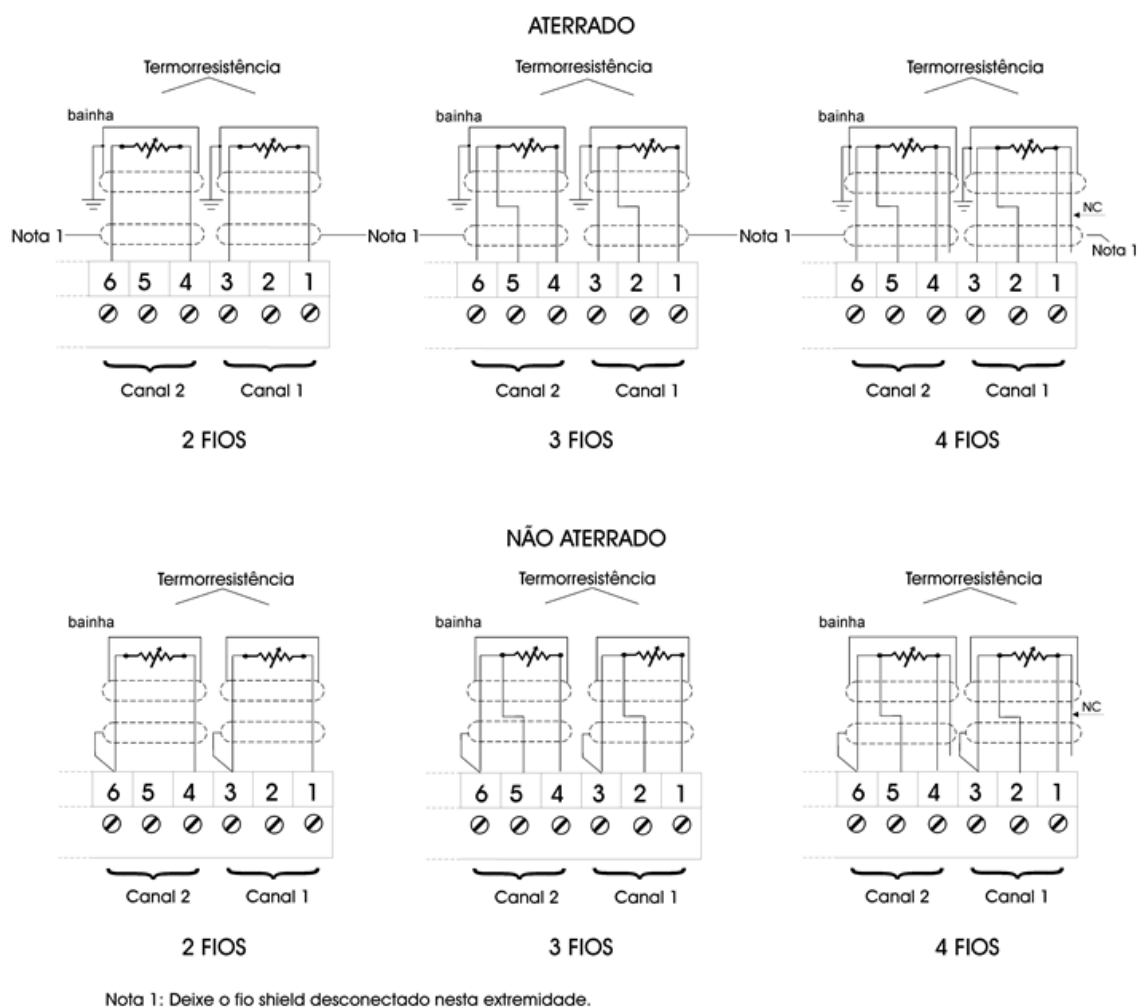 ATERRADO
Termorresistência Termorresistência Termorresistência
bainha bainha bainha
NC
Nota 1 Nota 1 Nota 1 Nota 1
6 5 4 3 2 1 6 5 4 3 2 1 6 5 4 3 2 1
Canal 2 Canal 1 Canal 2 Canal 1 Canal 2 Canal 1
2 FIOS 3 FIOS 4 FIOS
NÃO ATERRADO
Termorresistência Termorresistência Termorresistência
bainha bainha bainha
NC
6 5 4 3 2 1 6 5 4 3 2 1 6 5 4 3 2 1
Canal 2 Canal 1 Canal 2 Canal 1 Canal 2 Canal 1
2 FIOS 3 FIOS 4 FIOS
Nota 1: Deixe o fio shield desconectado nesta extremidade.